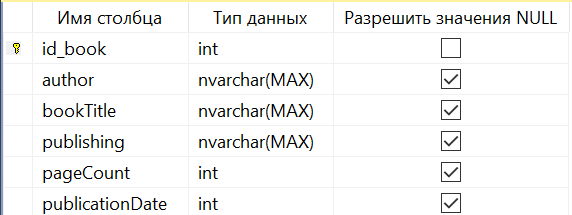 Имя столбца Тип данных Разрешить значения NULL
id_book int
author nvarchar(MAX)
bookTitle nvarchar(MAX)
publishing nvarchar(MAX)
pageCount int
publicationDate int